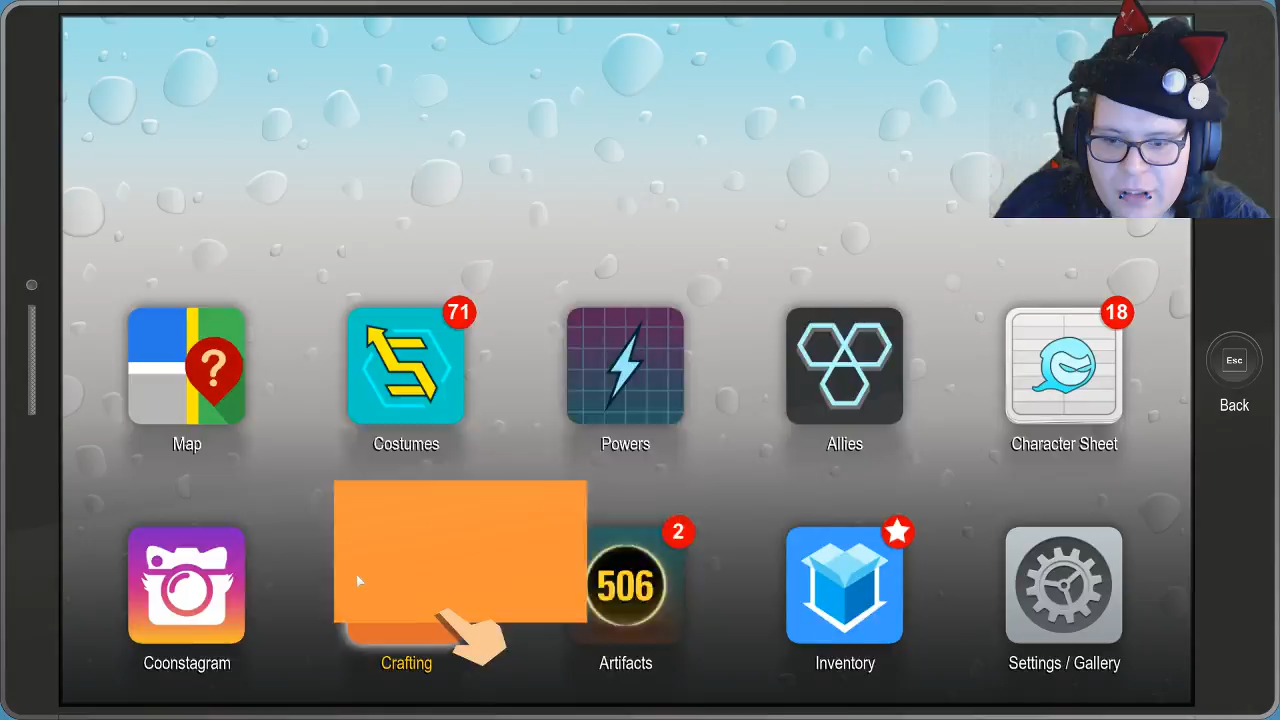 71
18
?
Esc
Back
Map
Costumes
Powers
Allies
Character Sheet
2
506
Coonstagram
Crafting
Artifacts
Inventory
Settings / Gallery